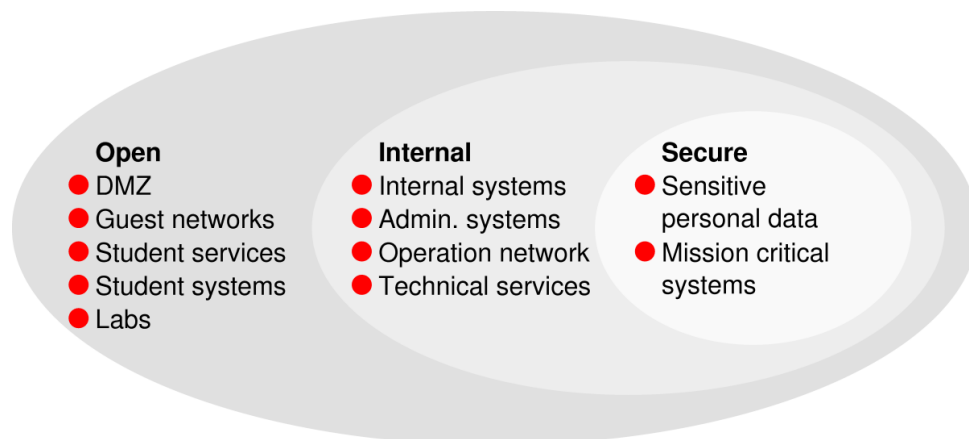 Open
DMZ
Guest networks
Student services
Student systems
Labs
Internal
Internal systems
Admin. systems
Operation network
Technical services
Secure
Sensitive
personal data
Mission critical
systems